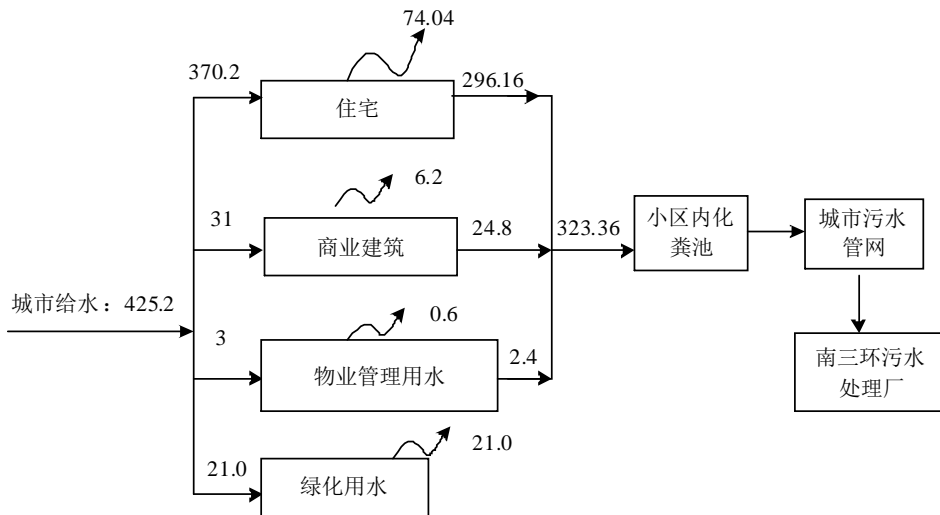 74.04
370.2
住宅
296.16
6.2
31
商业建筑
24.8
323.36
小区内化
粪池
城市污水
管网
城市给水：425.2
0.6
3
物业管理用水
2.4
南三环污水
处理厂
21.0
21.0
绿化用水